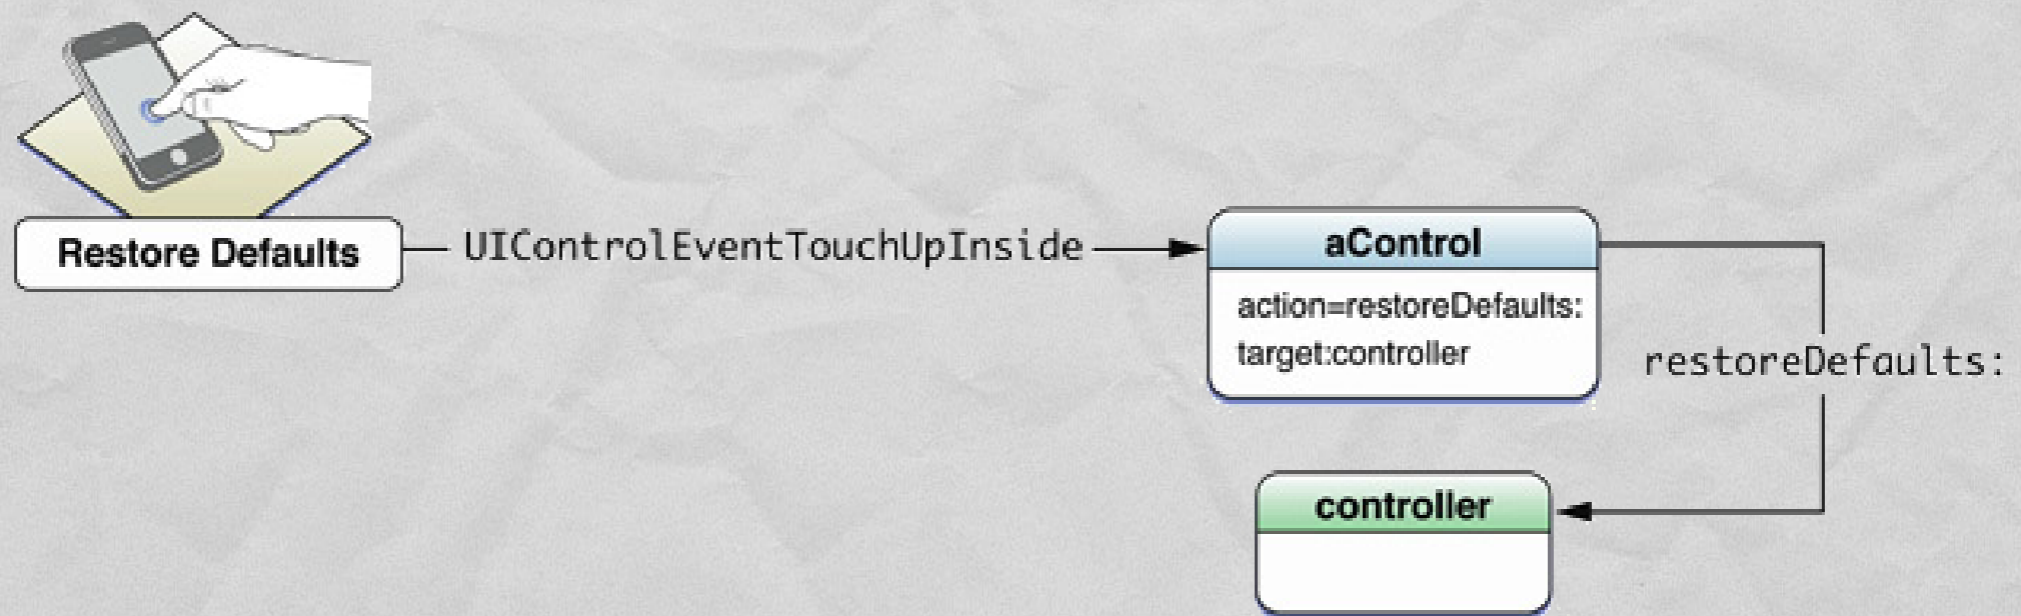 Restore Defaults
UIControlEventTouchUpInside
aControl
action=restoreDefaults:
target:controller
restoreDefaults:
controller